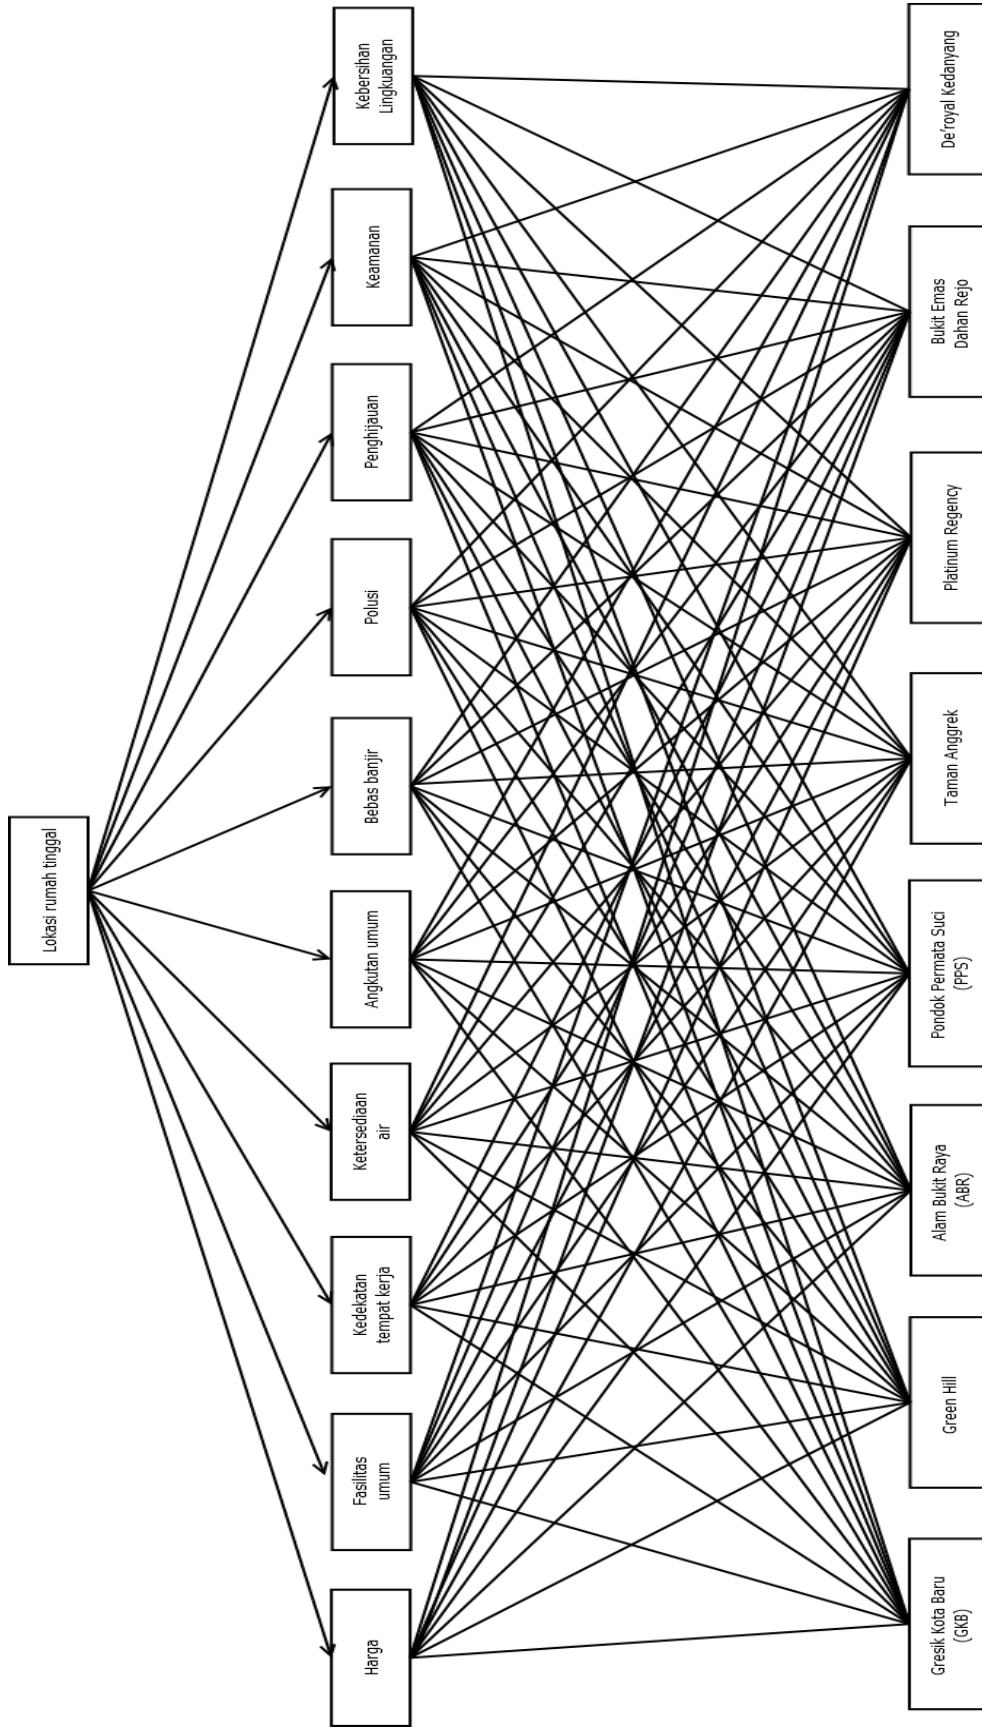 Lokasi rumah tinggal
Harga
Fasilitas
umum
Kedekatan
tempat kerja
Ketersediaan
air
Angkutan umum
Bebas banjir
Polusi
Penghijauan
Keamanan
Kebersihan
Lingkuangan
Gresik Kota Baru
(GKB)
Green Hill
Alam Bukit Raya
(ABR)
Pondok Permata Suci
(PPS)
Taman Anggrek
Platinum Regency
Bukit Emas
Dahan Rejo
De'royal Kedanyang